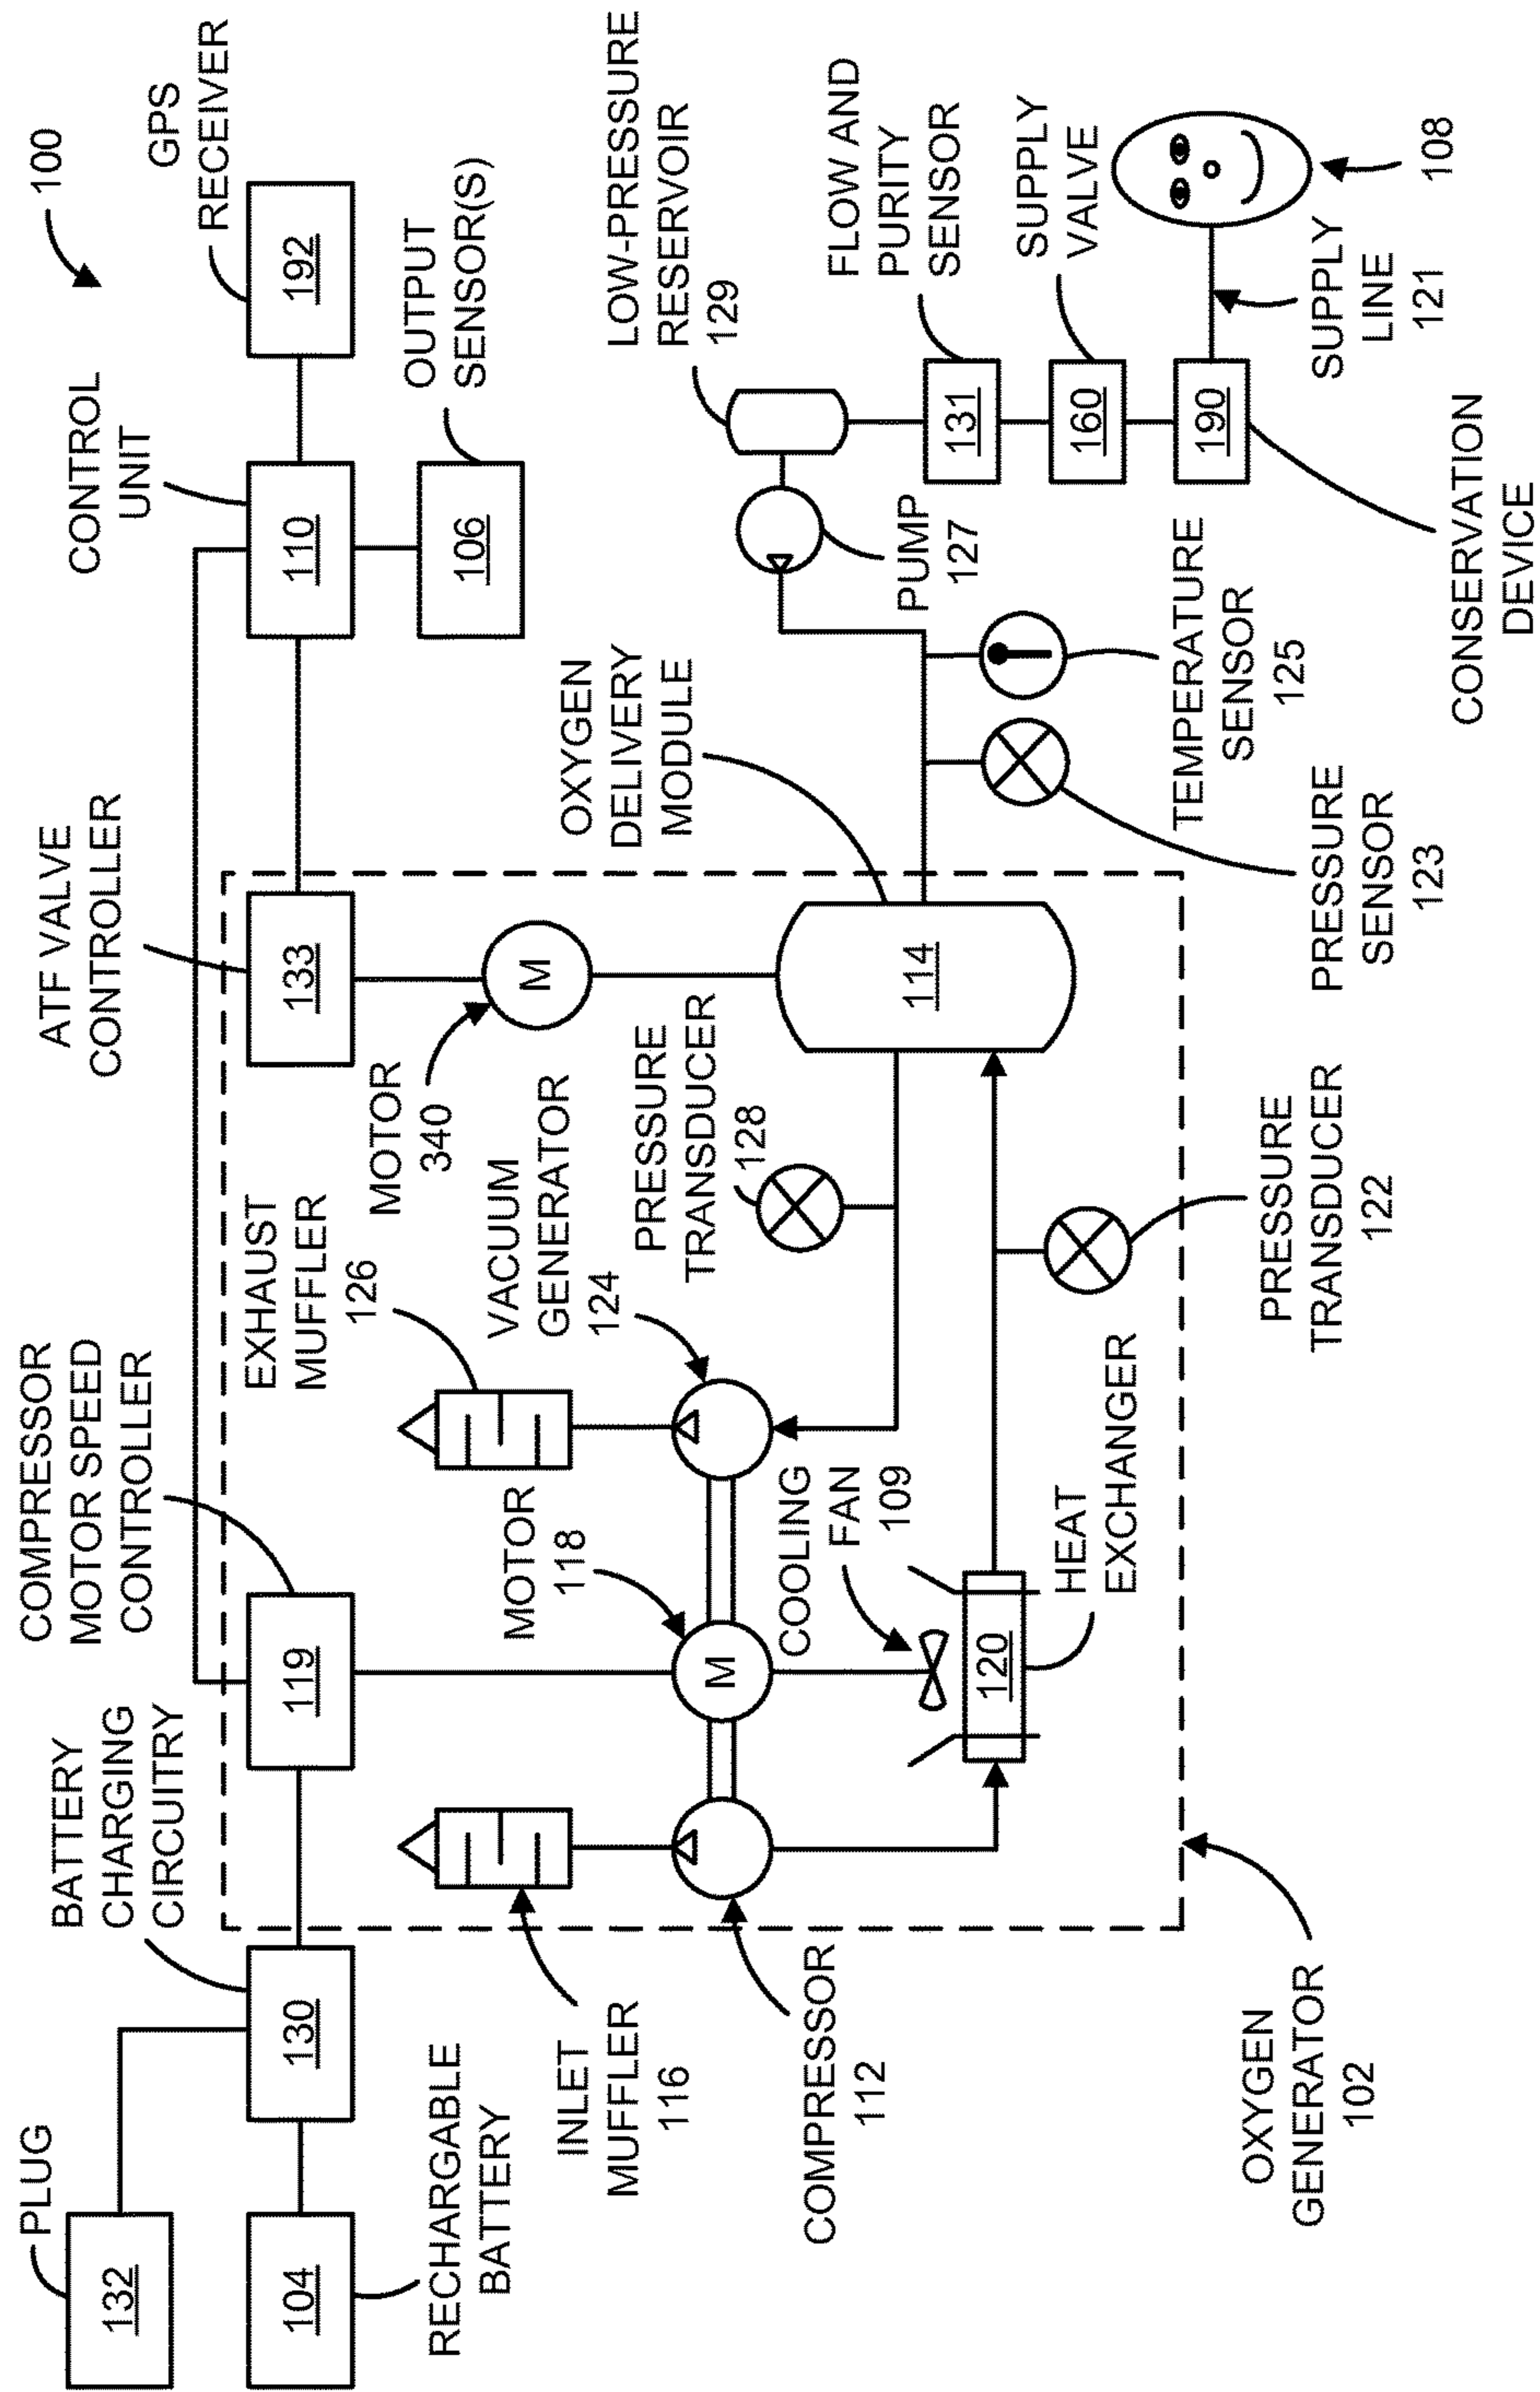 100
PLUG
132
104
RECHARGABLE
BATTERY
BATTERY
CHARGING
CIRCUITRY
130
COMPRESSOR
MOTOR SPEED
CONTROLLER
119
ATF VALVE
CONTROLLER
133
CONTROL
UNIT
110
GPS
RECEIVER
192
OUTPUT
SENSOR(S)
106
INLET
MUFFLER
116
COMPRESSOR
112
MOTOR
118
M
EXHAUST
MUFFLER
126
VACUUM
GENERATOR
124
COOLING
FAN
109
120
HEAT
EXCHANGER
MOTOR
340
M
PRESSURE
TRANSDUCER
128
PRESSURE
TRANSDUCER
122
OXYGEN
DELIVERY
MODULE
114
OXYGEN
GENERATOR
102
PRESSURE
SENSOR
123
TEMPERATURE
SENSOR
125
PUMP
127
LOW-PRESSURE
RESERVOIR
129
FLOW AND
PURITY
SENSOR
131
SUPPLY
VALVE
160
190
CONSERVATION
DEVICE
SUPPLY
LINE
121
108